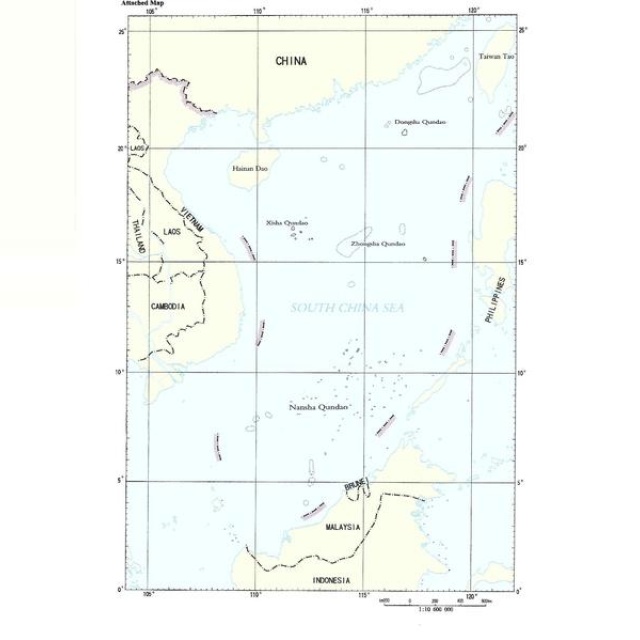 Attached Map
105° 110° 115° 120°
25° 25°
CHINA
Taiwan Tao
Dongsha Qundao
LAOS
20° 20°
Hainan Dao
VIETNAM
THAILAND
LAOS
Xisha Qundao
Zhongsha Qundao
15° 15°
CAMBODIA
SOUTH CHINA SEA
PHILIPPINES
10° 10°
Nansha Qundao
5° 5°
BRUNEI
MALAYSIA
INDONESIA
0° 0°
105° 110° 115° 120°
1:10 600 000